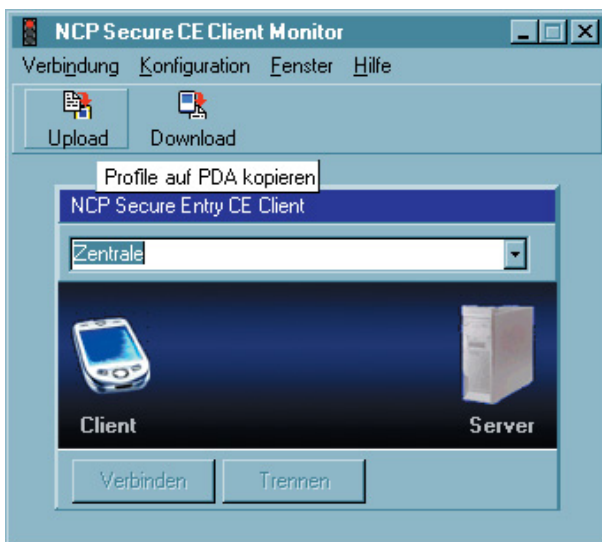 NCP Secure CE Client Monitor
Verbindung Konfiguration Fenster Hilfe
Upload Download
Profile auf PDA kopieren
NCP Secure Entry CE Client
Zentrale
Client Server
Verbinden Trennen